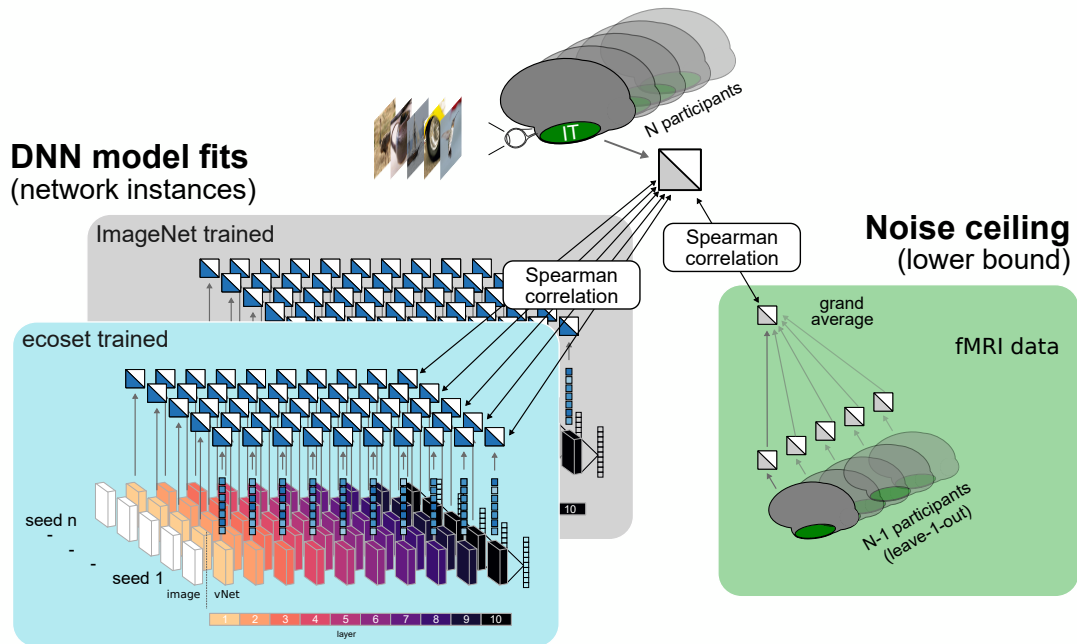 IT
N participants
DNN model fits
(network instances)
ImageNet trained
Spearman
correlation
Spearman
correlation
Noise ceiling
(lower bound)
ecoset trained
grand
average
fMRI data
10
seed n
-
-
-
seed 1
image
vNet
1 2 3 4 5 6 7 8 9 10
layer
N-1 participants
(leave-1-out)